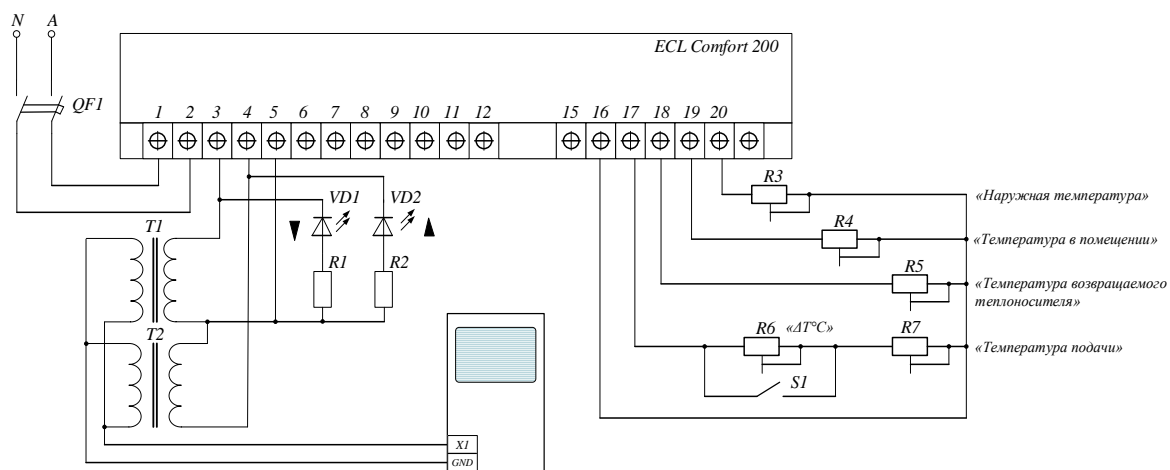 N A
ECL Comfort 200
QF1
1 2 3 4 5 6 7 8 9 10 11 12 15 16 17 18 19 20
R3 «Наружная температура»
VD1 VD2
T1
R4 «Температура в помещении»
R1 R2
R5 «Температура возвращаемого
теплоносителя»
T2
R6 «ΔT°C» R7 «Температура подачи»
S1
X1
GND